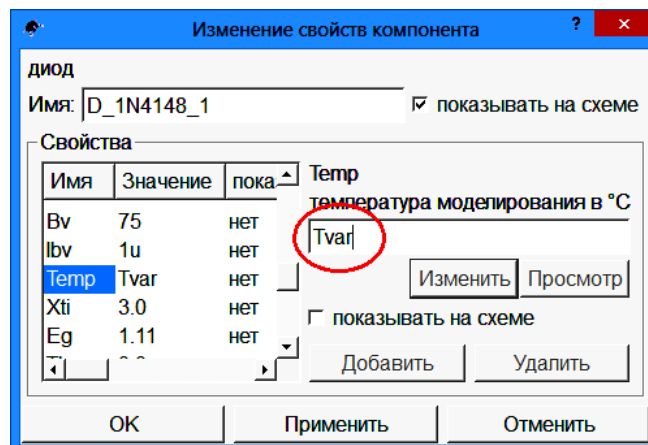 Изменение свойств компонента ? ×
диод
Имя: D_1N4148_1 показывать на схеме
Свойства
Имя Значение пока
Bv 75 нет
Ibv 1u нет
Temp Tvar нет
Xti 3.0 нет
Eg 1.11 нет
Temp
температура моделирования в °C
Tvar
Изменить Просмотр
показывать на схеме
Добавить Удалить
OK Применить Отменить